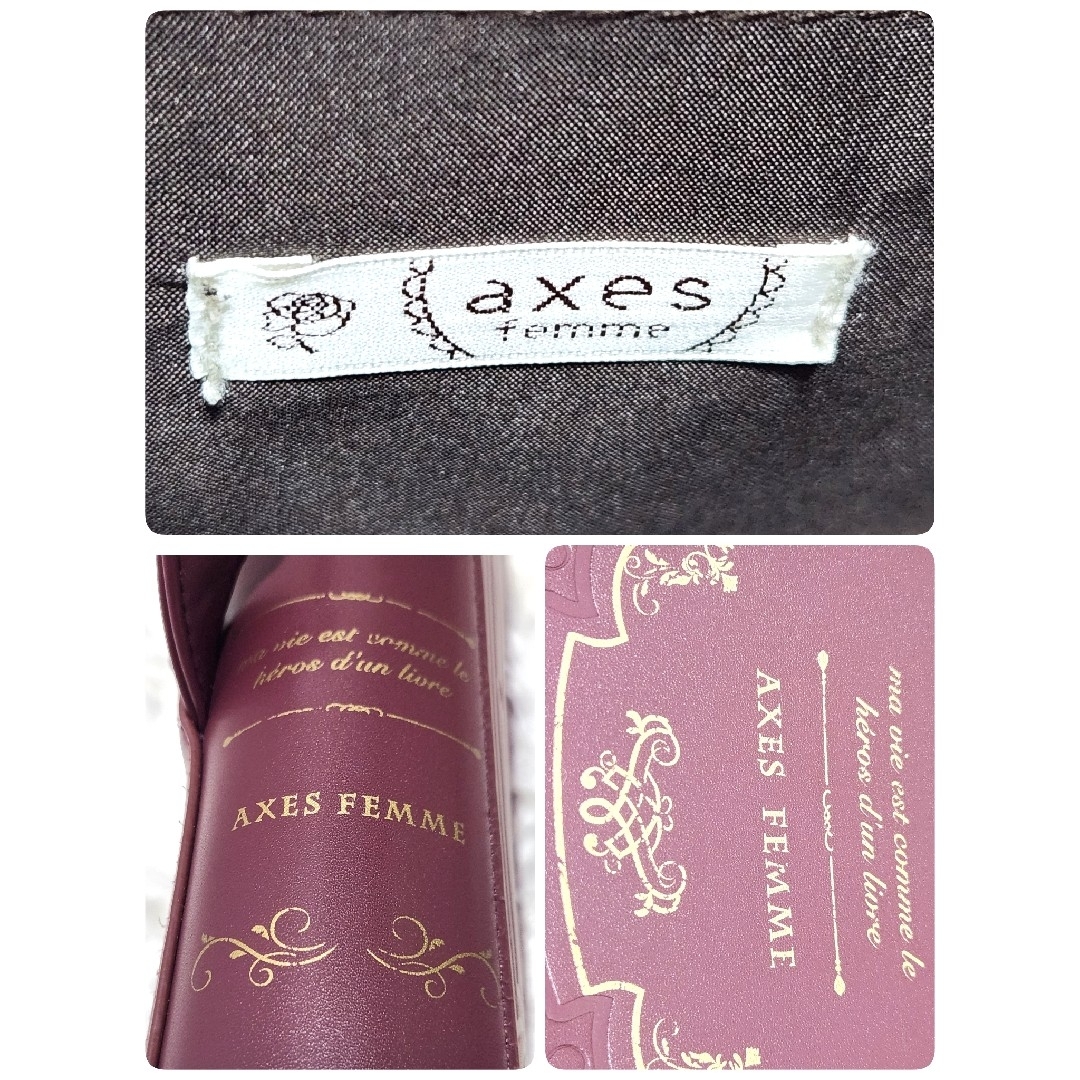 axes
femme
ma vie est comme le
héros d'un livre
AXES FEMME
ma vie est comme le
héros d'un livre
AXES FEMME